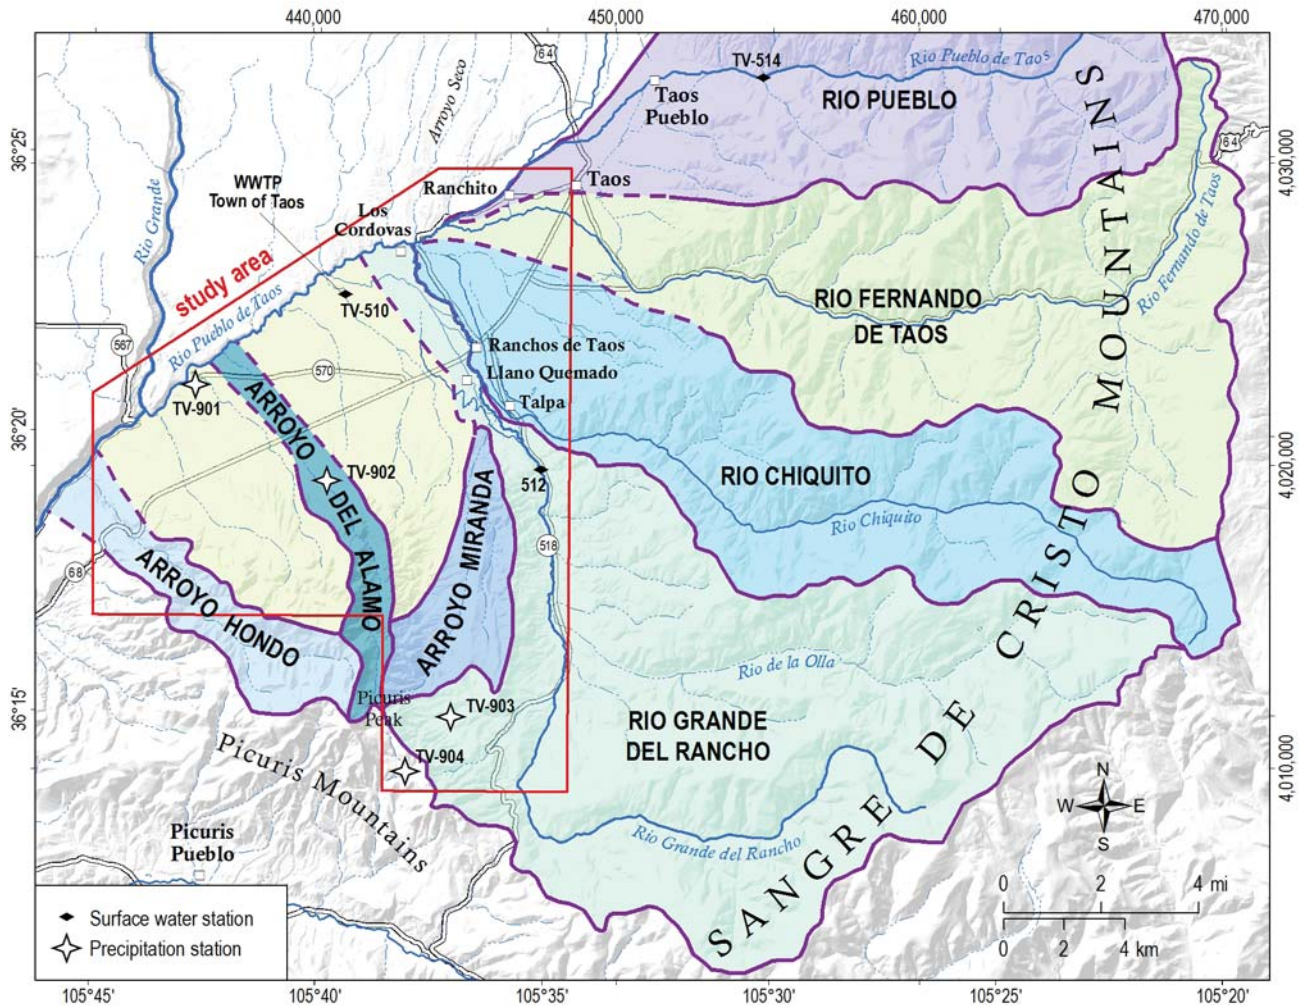 440,000
450,000
460,000
470,000
64
TV-514
Rio Pueblo de Taos
Taos
Pueblo
RIO PUEBLO
Arroyo Seco
64
36°25'
4,030,000
WWTP
Town of Taos
Ranchito
Taos
Los
Cordovas
Rio Grande
study area
Rio Pueblo de Taos
TV-510
RIO FERNANDO
DE TAOS
Rio Fernando de Taos
567
570
Ranchos de Taos
Llano Quemado
Talpa
TV-901
36°20'
4,020,000
ARROYO DEL ALAMO
TV-902
512
RIO CHIQUITO
Rio Chiquito
ARROYO MIRANDA
518
68
ARROYO HONDO
Rio de la Olla
SANGRE DE CRISTO MOUNTAINS
36°15'
4,010,000
Picuris
Peak
TV-903
RIO GRANDE
DEL RANCHO
TV-904
Picuris Mountains
Rio Grande del Rancho
N
W
E
S
Picuris
Pueblo
0 2 4 mi
0 2 4 km
Surface water station
Precipitation station
105°45'
105°40'
105°35'
105°30'
105°25'
105°20'